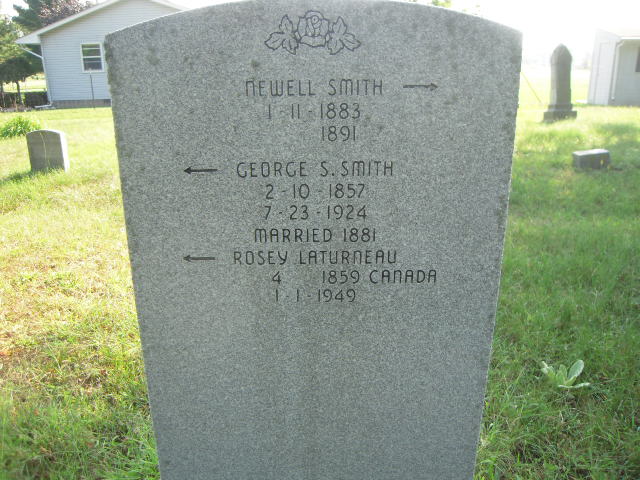 NEWELL SMITH →
1-11-1883
1891
← GEORGE S. SMITH
2-10-1857
7-23-1924
MARRIED 1881
← ROSEY LATURNEAU
4 1859 CANADA
1-1-1949